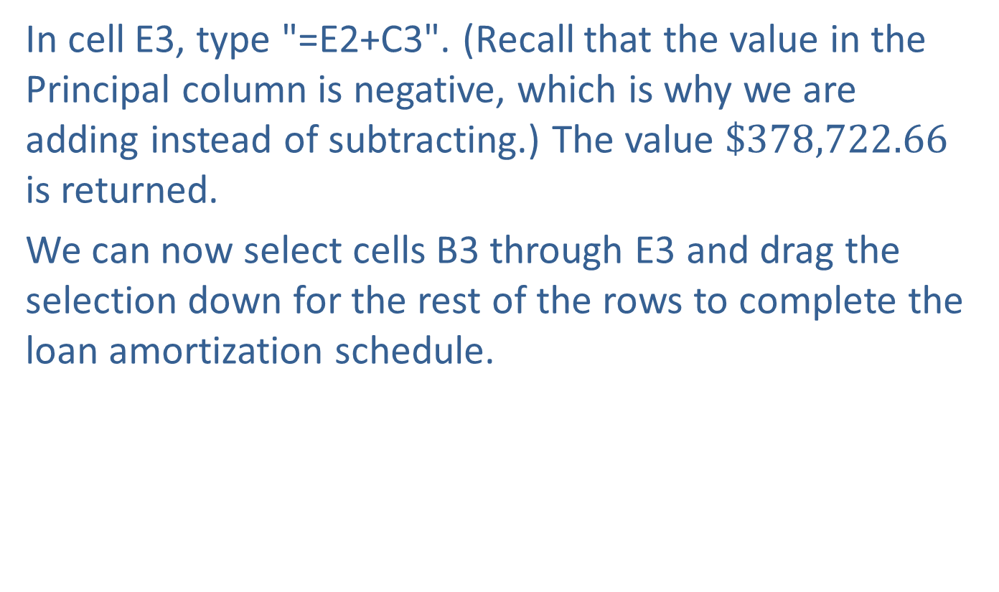 In cell E3, type "=E2+C3". (Recall that the value in the
Principal column is negative, which is why we are
adding instead of subtracting.) The value $378,722.66
is returned.
We can now select cells B3 through E3 and drag the
selection down for the rest of the rows to complete the
loan amortization schedule.